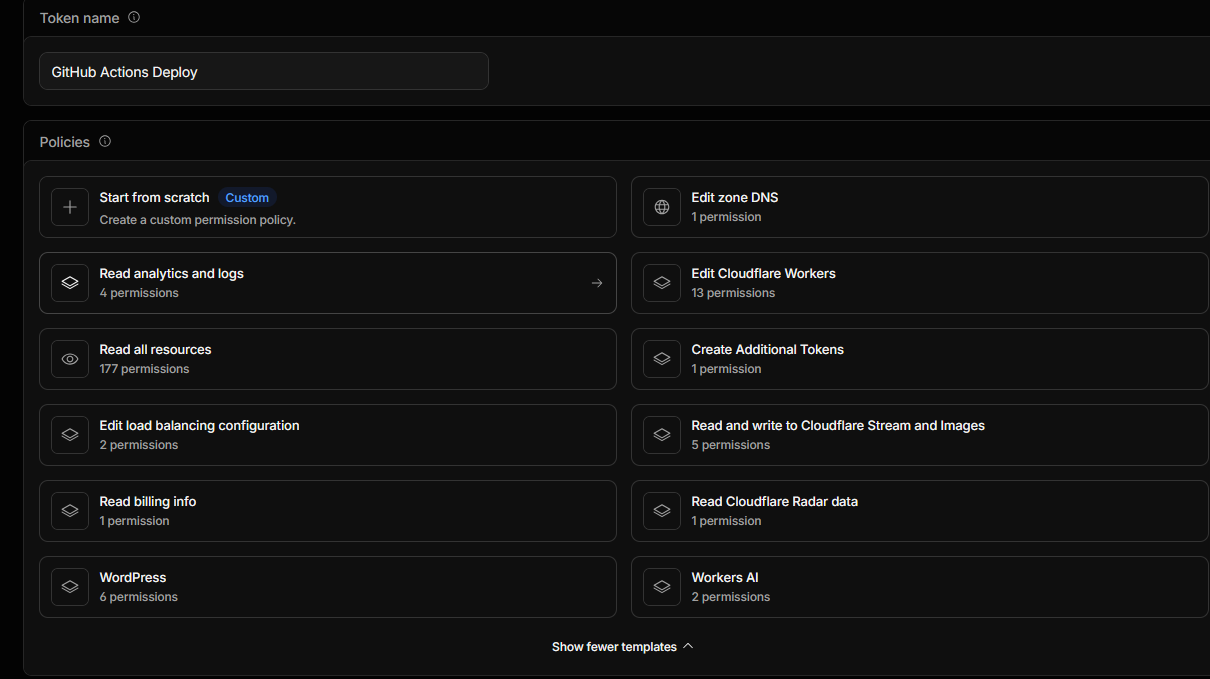 Token name
GitHub Actions Deploy
Policies
Start from scratch Custom
Create a custom permission policy.
Edit zone DNS
1 permission
Read analytics and logs
4 permissions
Edit Cloudflare Workers
13 permissions
Read all resources
177 permissions
Create Additional Tokens
1 permission
Edit load balancing configuration
2 permissions
Read and write to Cloudflare Stream and Images
5 permissions
Read billing info
1 permission
Read Cloudflare Radar data
1 permission
WordPress
6 permissions
Workers AI
2 permissions
Show fewer templates